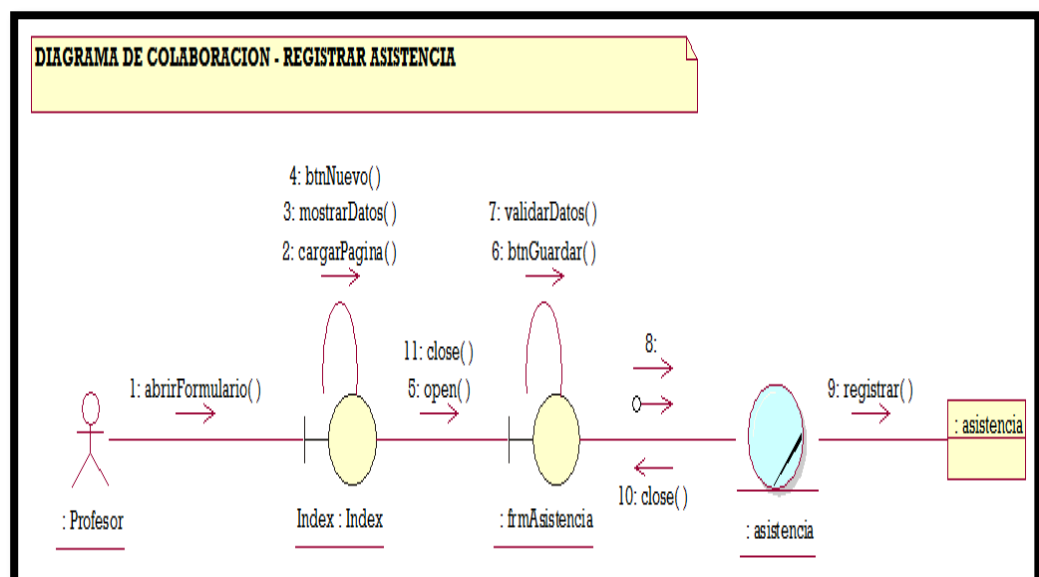 DIAGRAMA DE COLABORACION - REGISTRAR ASISTENCIA
4: btnNuevo( )
3: mostrarDatos( )
2: cargarPagina( )
7: validarDatos( )
6: btnGuardar( )
1: abrirFormulario( )
11: close( )
5: open( )
8:
9: registrar( )
: asistencia
10: close( )
: Profesor
Index : Index
: frmAsistencia
: asistencia